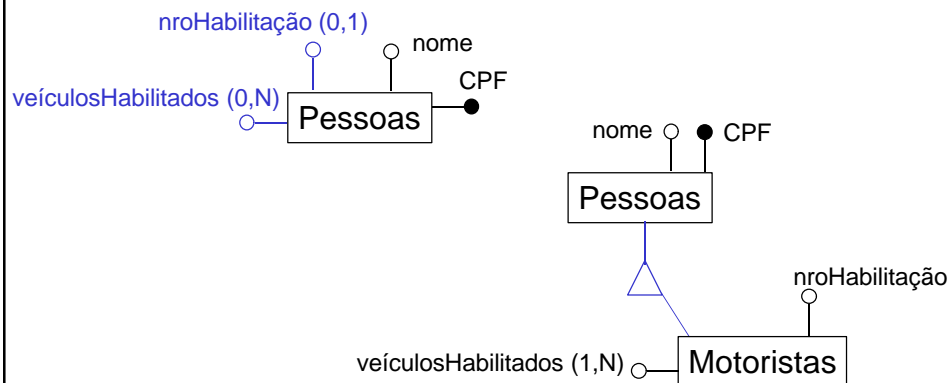 nroHabilitação (0,1)
nome
CPF
veículosHabilitados (0,N)
Pessoas
nome
CPF
Pessoas
nroHabilitação
veículosHabilitados (1,N)
Motoristas